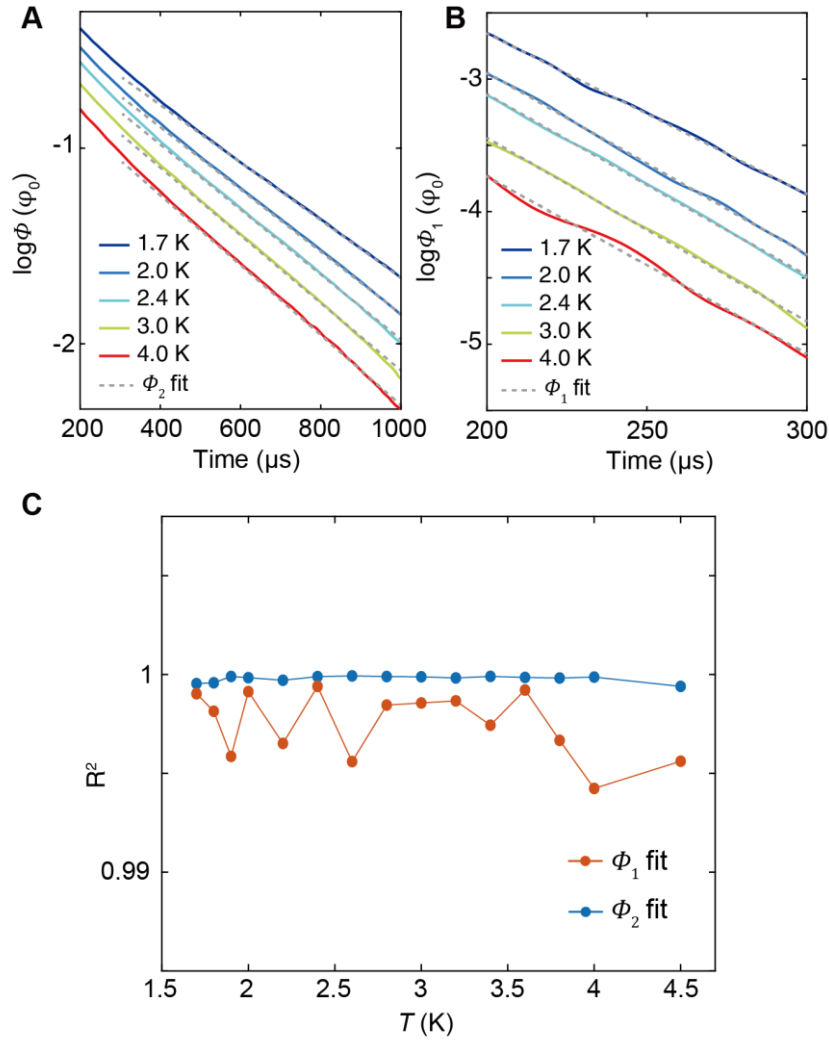 A
logΦ (φ₀)
-1
-2
1.7 K
2.0 K
2.4 K
3.0 K
4.0 K
Φ₂ fit
200 400 600 800 1000
Time (μs)
B
logΦ₁ (φ₀)
-3
-4
-5
1.7 K
2.0 K
2.4 K
3.0 K
4.0 K
Φ₁ fit
200 250 300
Time (μs)
C
R²
1
0.99
Φ₁ fit
Φ₂ fit
1.5 2 2.5 3 3.5 4 4.5
T (K)